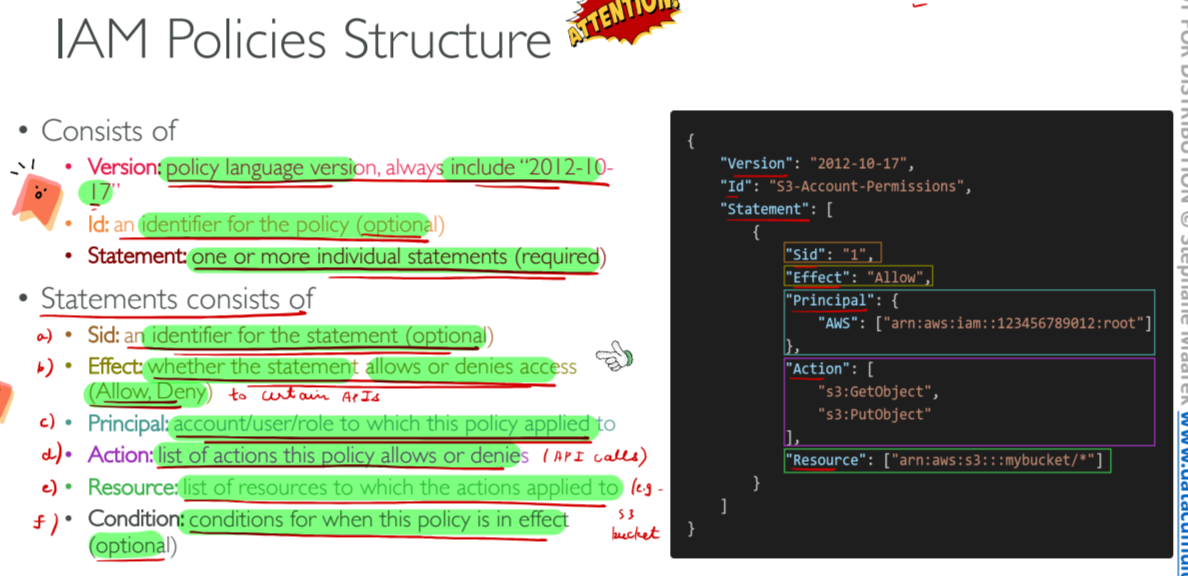 ATTENTION!
IAM Policies Structure
• Consists of
• Version: policy language version, always include “2012-10-
17”
• Id: an identifier for the policy (optional)
• Statement: one or more individual statements (required)
• Statements consists of
a) • Sid: an identifier for the statement (optional)
b) • Effect: whether the statement allows or denies access
(Allow, Deny) to certain APIs
c) • Principal: account/user/role to which this policy applied to
d) • Action: list of actions this policy allows or denies (API calls)
e) • Resource: list of resources to which the actions applied to (e.g -
S3
bucket
f) • Condition: conditions for when this policy is in effect
(optional)
{
"Version": "2012-10-17",
"Id": "S3-Account-Permissions",
"Statement": [
{
"Sid": "1",
"Effect": "Allow",
"Principal": {
"AWS": ["arn:aws:iam::123456789012:root"]
},
"Action": [
"s3:GetObject",
"s3:PutObject"
],
"Resource": ["arn:aws:s3:::mybucket/*"]
}
]
}
FOR DISTRIBUTION © Stephane Maarek